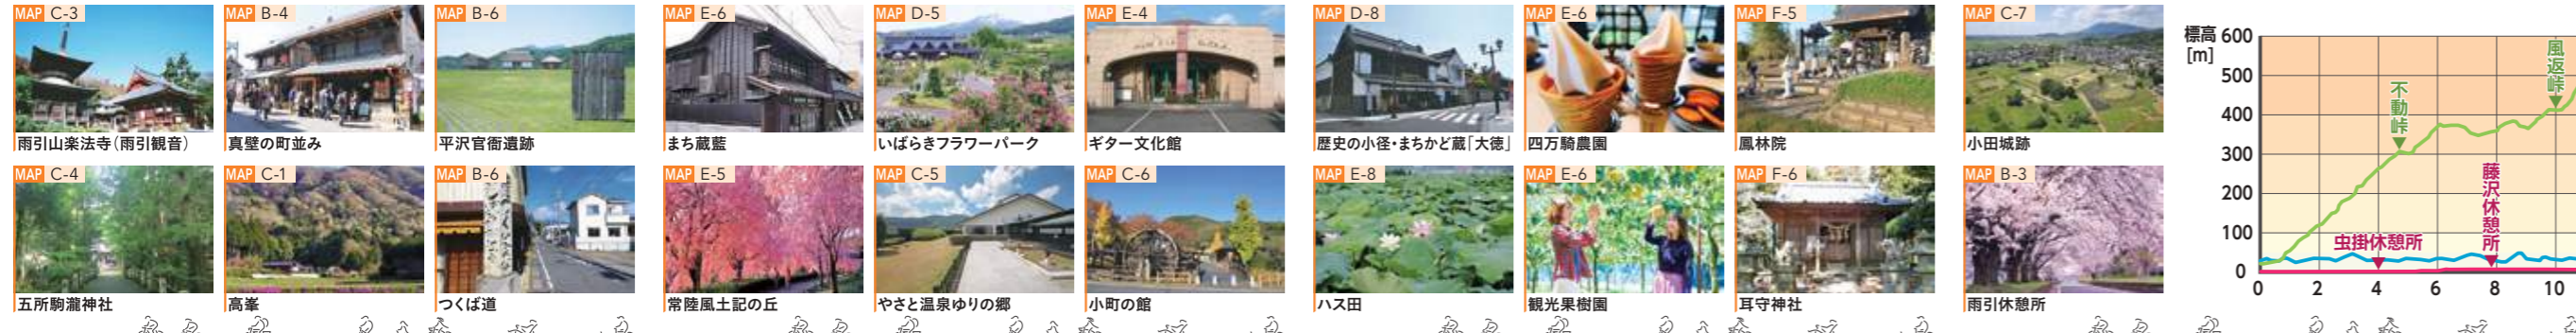 MAP C-3
雨引山楽法寺(雨引観音)
MAP B-4
真壁の町並み
MAP B-6
平沢官衙遺跡
MAP E-6
まち蔵藍
MAP D-5
いばらきフラワーパーク
MAP E-4
ギター文化館
MAP D-8
歴史の小径・まちかど蔵「大徳」
MAP E-6
四万騎農園
MAP F-5
鳳林院
MAP C-7
小田城跡
MAP C-4
五所駒瀧神社
MAP C-1
高峯
MAP B-6
つくば道
MAP E-5
常陸風土記の丘
MAP C-5
やさと温泉ゆりの郷
MAP C-6
小町の館
MAP E-8
ハス田
MAP E-6
観光果樹園
MAP F-6
耳守神社
MAP B-3
雨引休憩所
標高
[m]
600
500
400
300
200
100
0
風返峠
不動峠
藤沢休憩所
虫掛休憩所
0 2 4 6 8 10